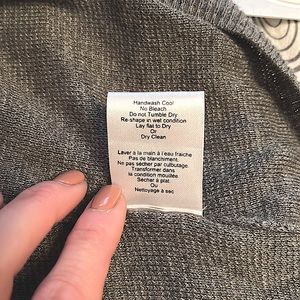 Handwash Cool
No Bleach
Do not Tumble Dry
Re-shape in wet condition
Lay flat to Dry
Or
Dry Clean
Laver à la main à l'eau fraiche
Pas de blanchiment.
Ne pas sécher par culbutage.
Transformer dans
la condition mouillée.
Sécher à plat.
Ou
Nettoyage à sec